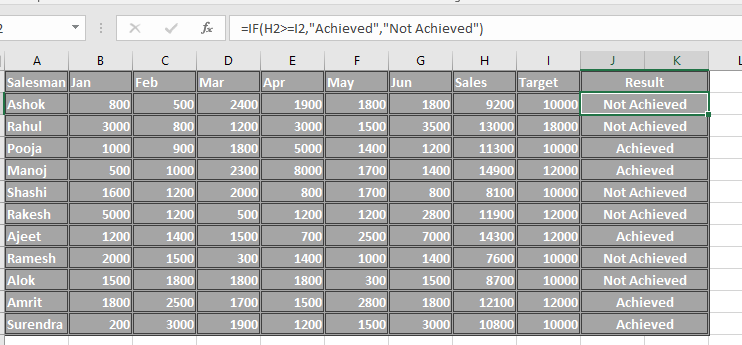 =IF(H2>=I2,"Achieved","Not Achieved")
A B C D E F G H I J K
Salesman Jan Feb Mar Apr May Jun Sales Target Result
Ashok 800 500 2400 1900 1800 1800 9200 10000 Not Achieved
Rahul 3000 800 1200 3000 1500 3500 13000 18000 Not Achieved
Pooja 1000 900 1800 5000 1400 1200 11300 10000 Achieved
Manoj 500 1000 2300 8000 1700 1400 14900 12000 Achieved
Shashi 1600 1200 2000 800 1700 800 8100 10000 Not Achieved
Rakesh 5000 1200 500 1200 1200 2800 11900 12000 Not Achieved
Ajeet 1200 1400 1500 700 2500 7000 14300 12000 Achieved
Ramesh 2000 1500 300 1400 1000 1400 7600 10000 Not Achieved
Alok 1500 1800 1800 1800 300 1500 8700 10000 Not Achieved
Amrit 1800 2500 1700 1500 2800 1800 12100 12000 Achieved
Surendra 200 3000 1900 1200 1500 3000 10800 10000 Achieved